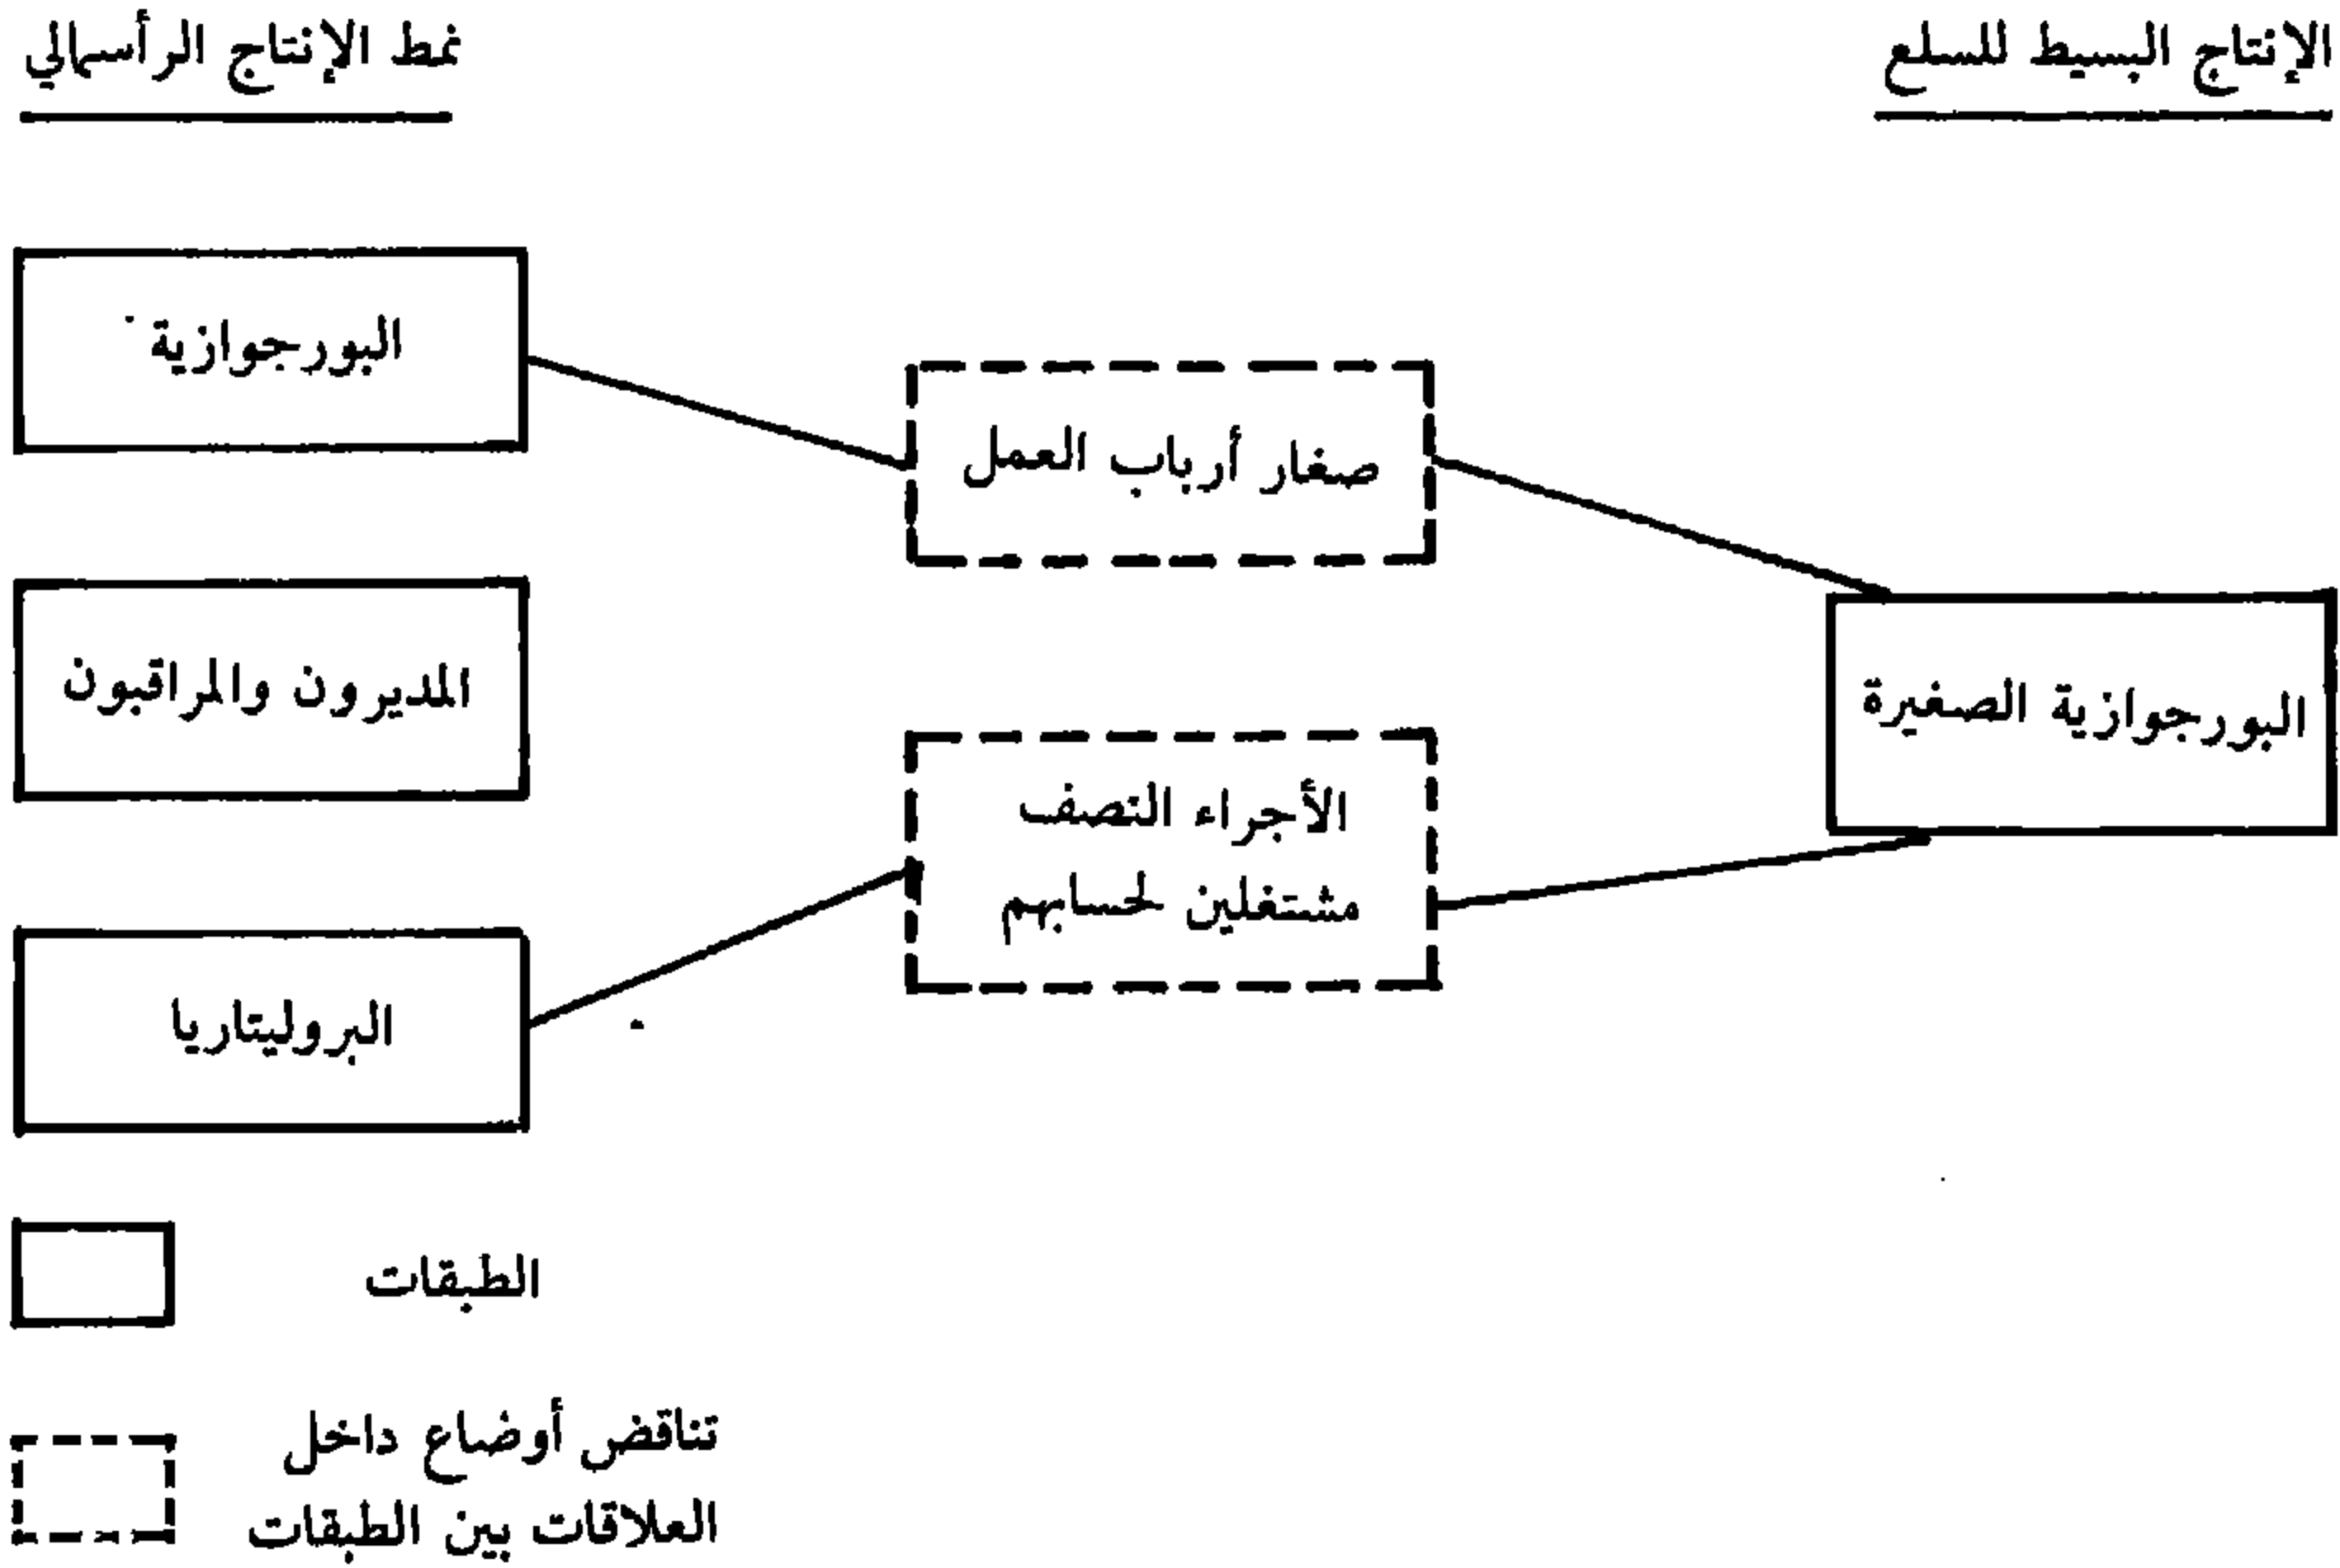 الإنتاج البسيط للسلع
نمط الإنتاج الرأسمالي
البورجوازية
صغار أرباب العمل
البورجوازية الصغيرة
المديرون والمراقبون
الأجراء النصف
مشتغلين لحسابهم
البروليتاريا
الطبقات
تناقض أوضاع داخل
العلاقات بين الطبقات